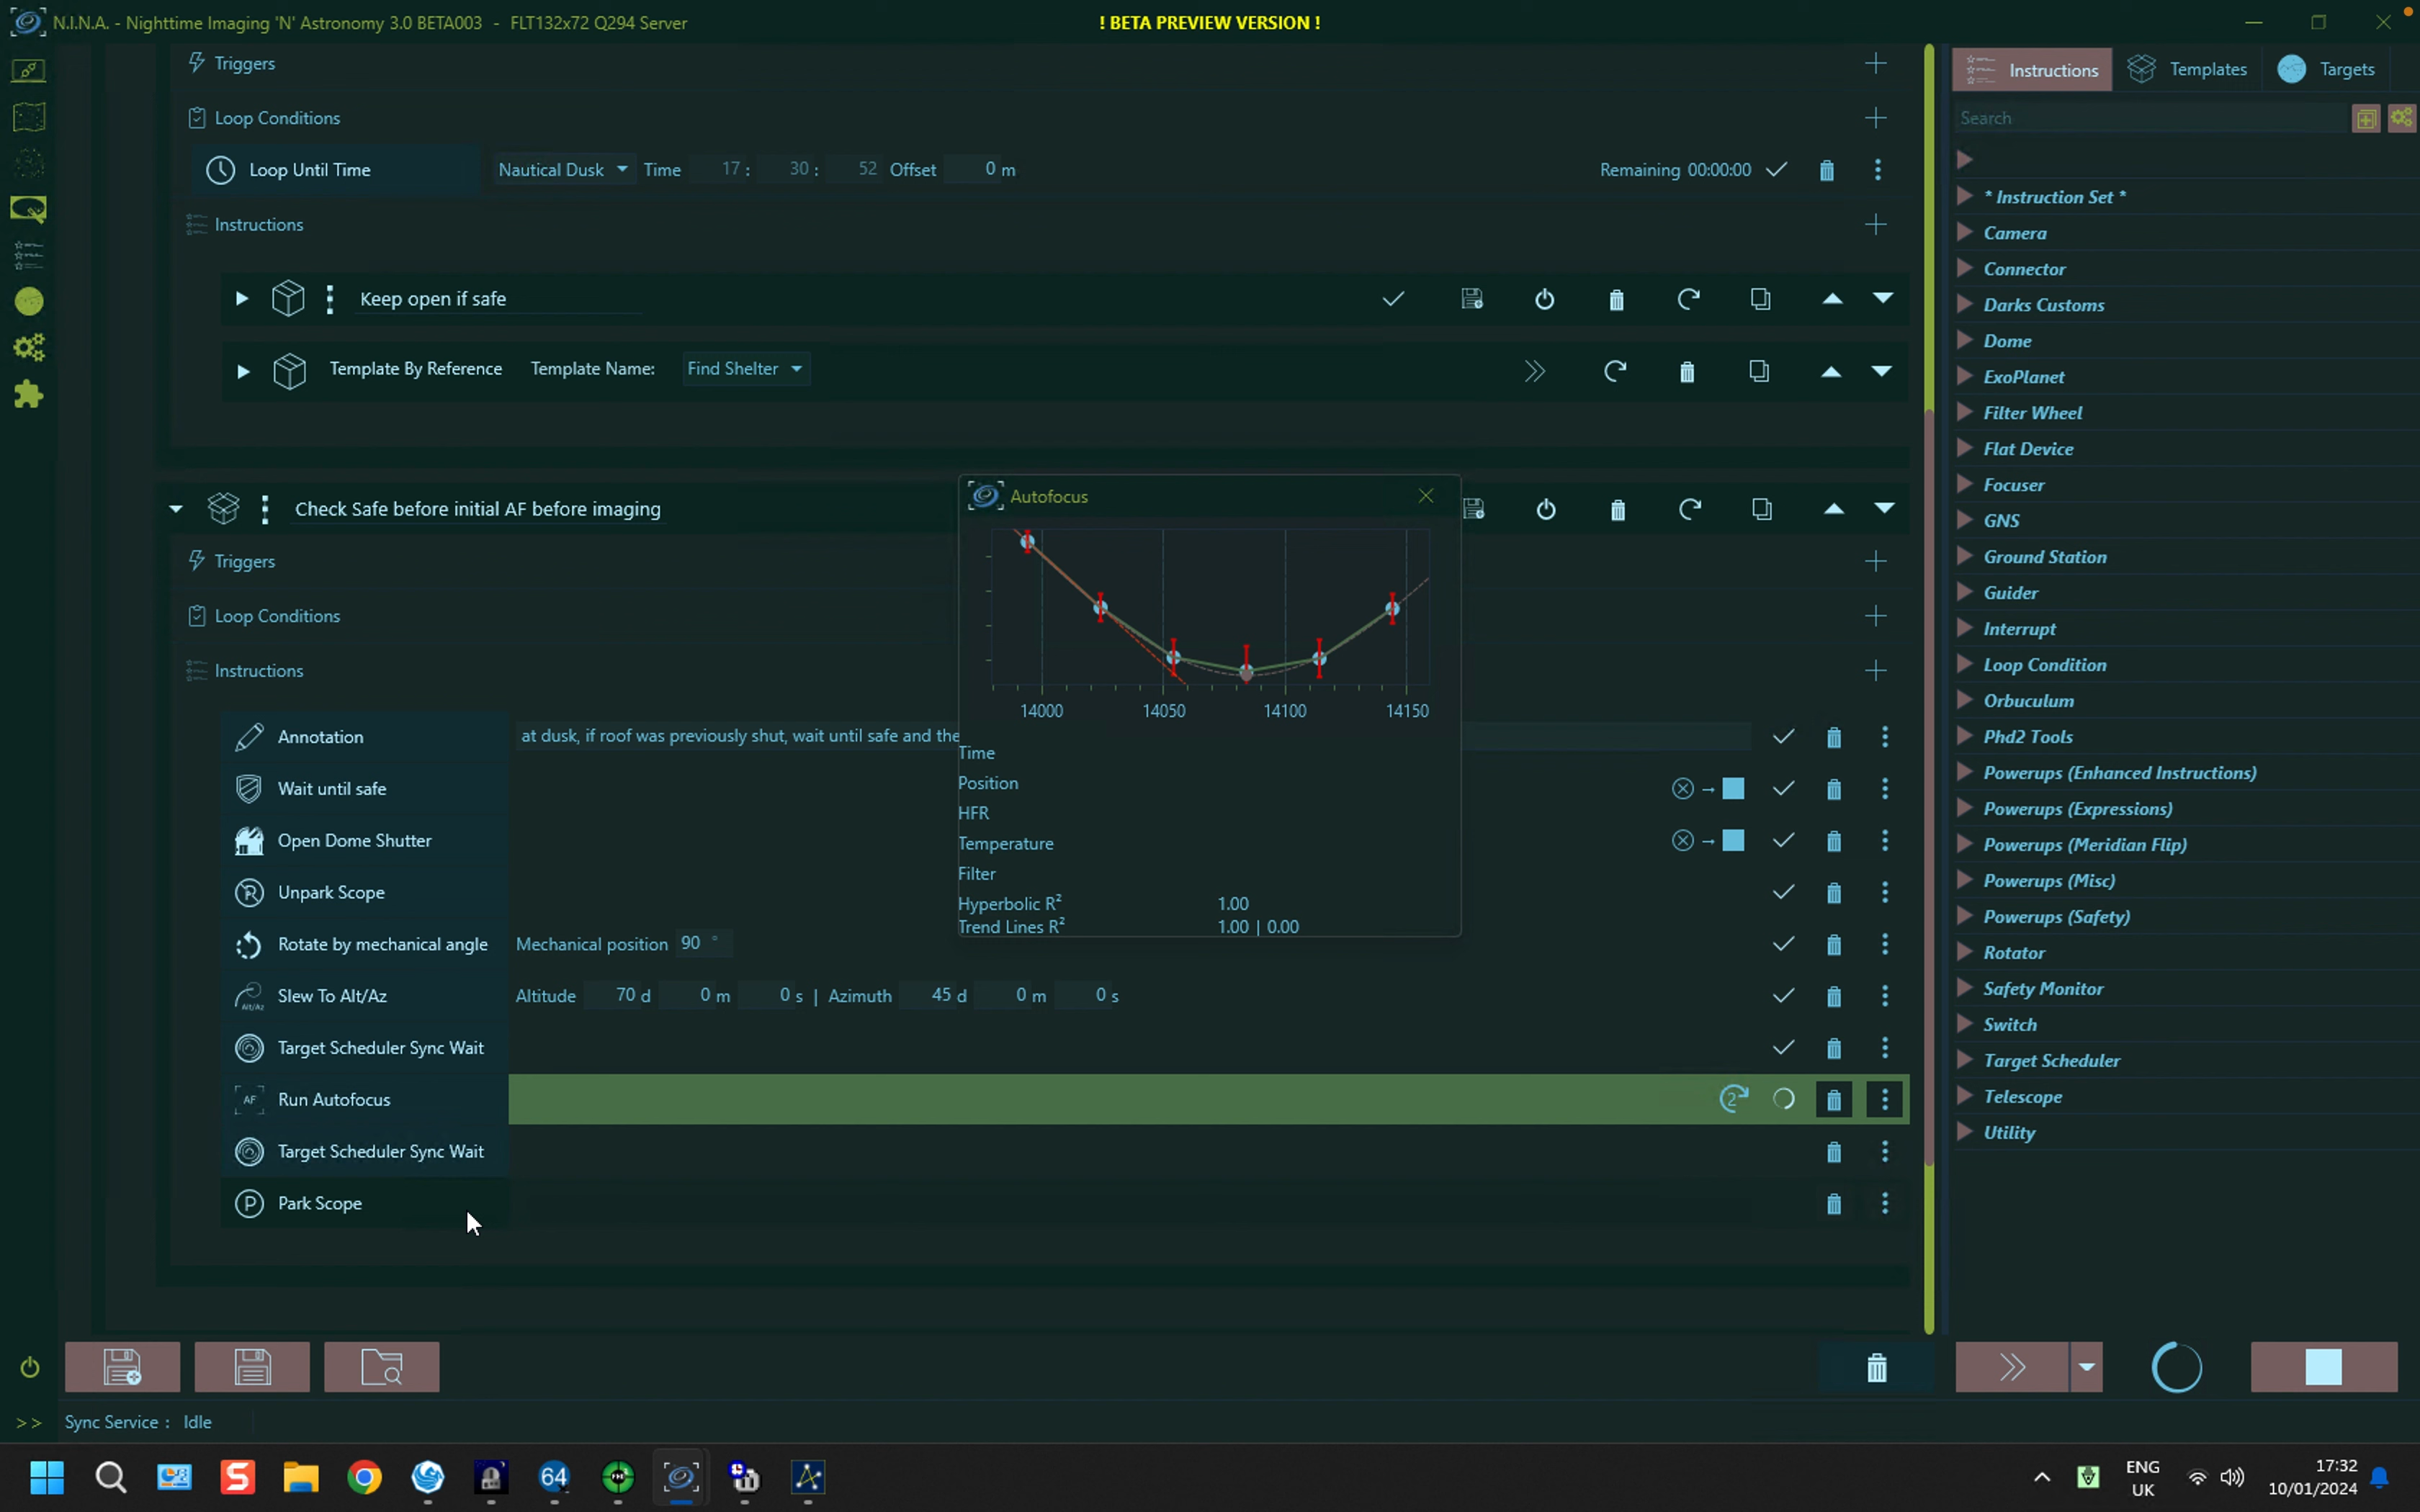 N.I.N.A. - Nighttime Imaging 'N' Astronomy 3.0 BETA003 - FLT132x72 Q294 Server
! BETA PREVIEW VERSION !
Triggers
Loop Conditions
Loop Until Time Nautical Dusk Time 17 : 30 : 52 Offset 0 m Remaining 00:00:00
Instructions
Keep open if safe
Template By Reference Template Name: Find Shelter
Check Safe before initial AF before imaging
Triggers
Loop Conditions
Instructions
Annotation at dusk, if roof was previously shut, wait until safe and the
Wait until safe
Open Dome Shutter
Unpark Scope
Rotate by mechanical angle Mechanical position 90 °
Slew To Alt/Az Altitude 70 d 0 m 0 s | Azimuth 45 d 0 m 0 s
Target Scheduler Sync Wait
AF Run Autofocus 2
Target Scheduler Sync Wait
P Park Scope
Autofocus
14000 14050 14100 14150
Time
Position
HFR
Temperature
Filter
Hyperbolic R² 1.00
Trend Lines R² 1.00 | 0.00
Instructions Templates Targets
Search
* Instruction Set *
Camera
Connector
Darks Customs
Dome
ExoPlanet
Filter Wheel
Flat Device
Focuser
GNS
Ground Station
Guider
Interrupt
Loop Condition
Orbuculum
Phd2 Tools
Powerups (Enhanced Instructions)
Powerups (Expressions)
Powerups (Meridian Flip)
Powerups (Misc)
Powerups (Safety)
Rotator
Safety Monitor
Switch
Target Scheduler
Telescope
Utility
>> Sync Service : Idle
S 64
ENG
UK
17:32
10/01/2024